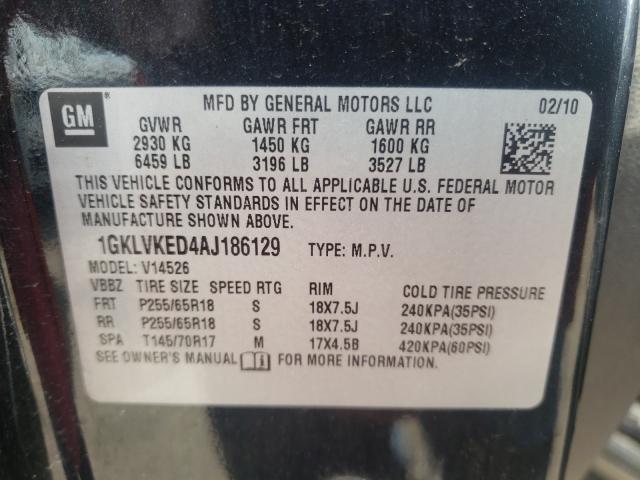 GM ®
MFD BY GENERAL MOTORS LLC 02/10
GVWR GAWR FRT GAWR RR
2930 KG 1450 KG 1600 KG
6459 LB 3196 LB 3527 LB
THIS VEHICLE CONFORMS TO ALL APPLICABLE U.S. FEDERAL MOTOR
VEHICLE SAFETY STANDARDS IN EFFECT ON THE DATE OF
MANUFACTURE SHOWN ABOVE.
1GKLVKED4AJ186129 TYPE: M.P.V.
MODEL: V14526
VBBZ TIRE SIZE SPEED RTG RIM COLD TIRE PRESSURE
FRT P255/65R18 S 18X7.5J 240KPA(35PSI)
RR P255/65R18 S 18X7.5J 240KPA(35PSI)
SPA T145/70R17 M 17X4.5B 420KPA(60PSI)
SEE OWNER'S MANUAL FOR MORE INFORMATION.